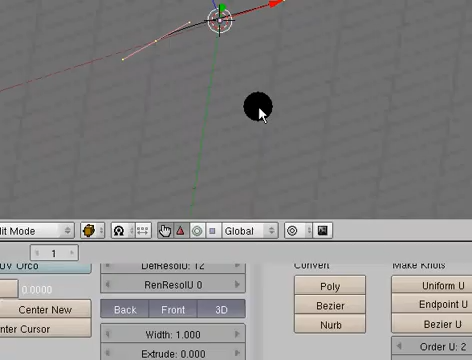 dit Mode
Global
1
UV Orco
DefResolU: 12
Convert
Make Knots
0.0000
RenResolU 0
Poly
Uniform U
Center New
Back
Front
3D
Bezier
Endpoint U
enter Cursor
Nurb
Bezier U
Width: 1.000
Order U: 2
Extrude: 0.000